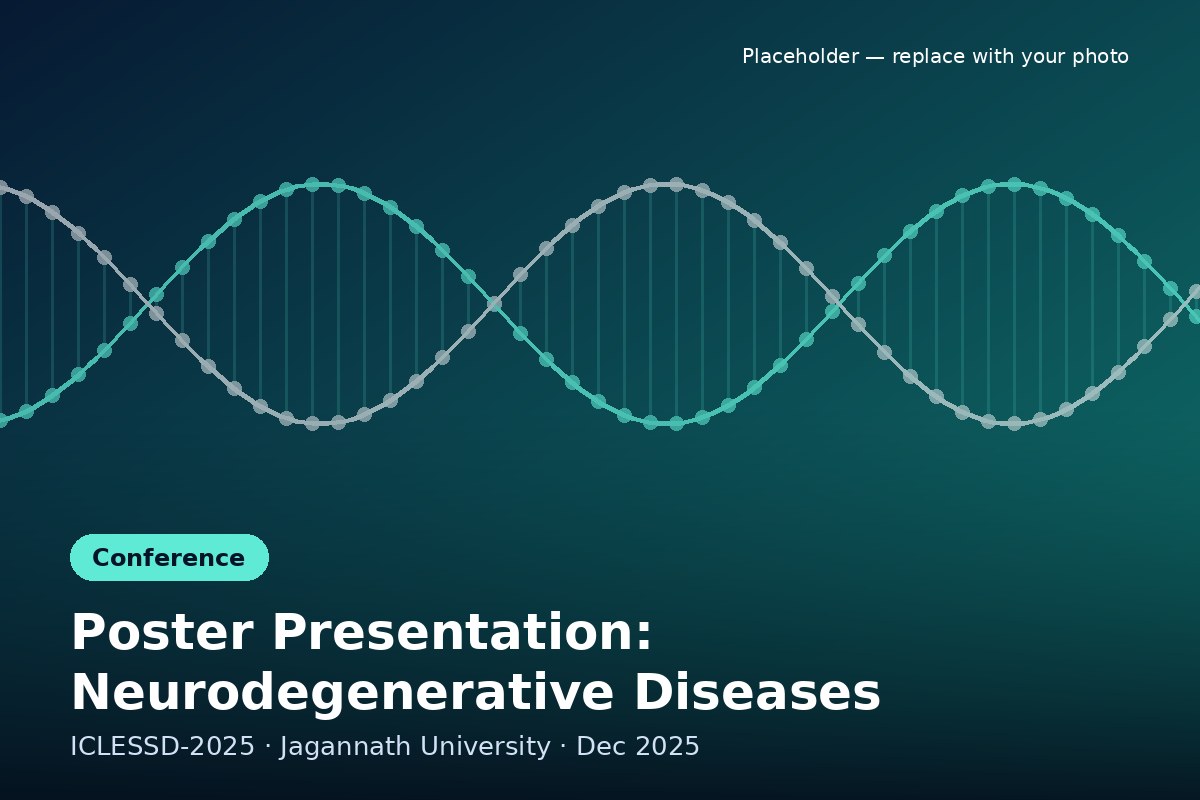 Placeholder — replace with your photo
Conference
Poster Presentation:
Neurodegenerative Diseases
ICLESSD-2025 · Jagannath University · Dec 2025